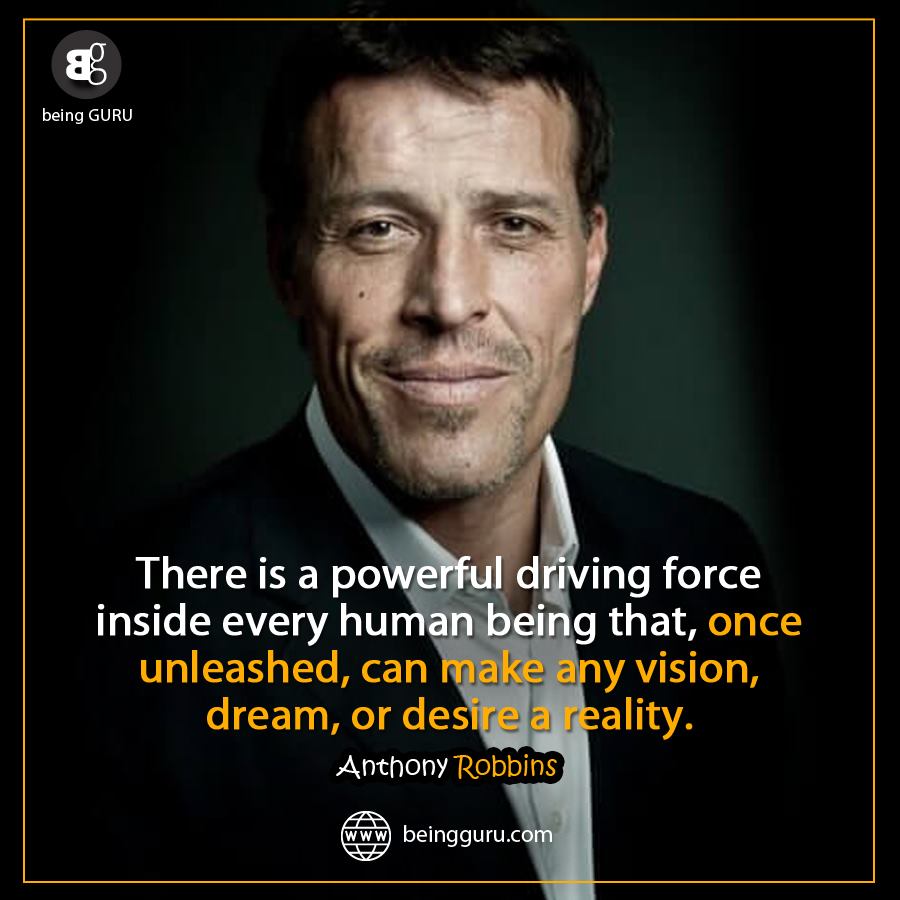 Bg
being GURU
There is a powerful driving force
inside every human being that, once
unleashed, can make any vision,
dream, or desire a reality.
Anthony Robbins
www beingguru.com